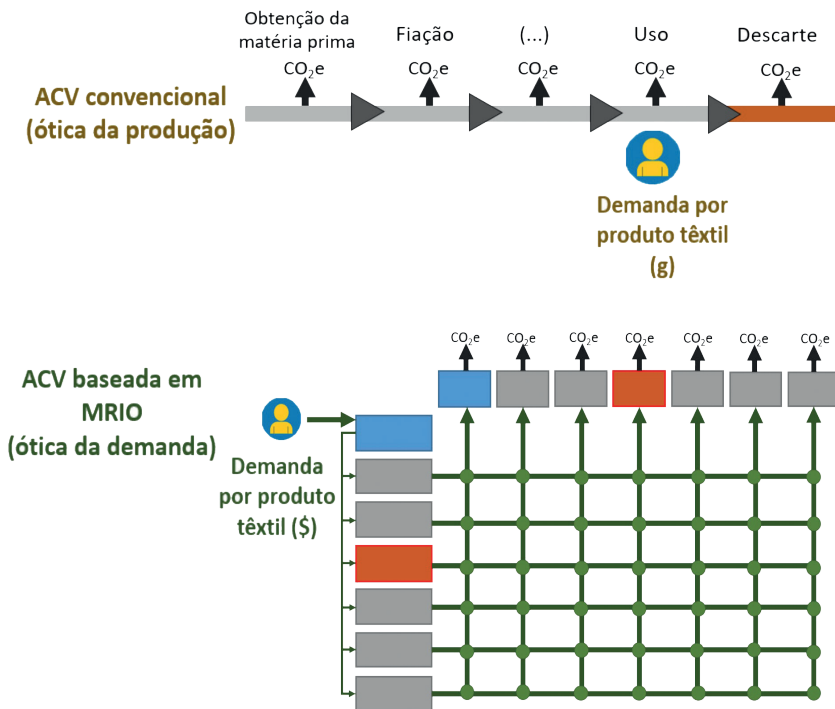 Obtenção da
matéria prima
Fiação
(...)
Uso
Descarte
CO₂e
CO₂e
CO₂e
CO₂e
CO₂e
ACV convencional
(ótica da produção)
Demanda por
produto têxtil
(g)
CO₂e
CO₂e
CO₂e
CO₂e
CO₂e
CO₂e
CO₂e
ACV baseada em
MRIO
(ótica da demanda)
Demanda
por produto
têxtil ($)